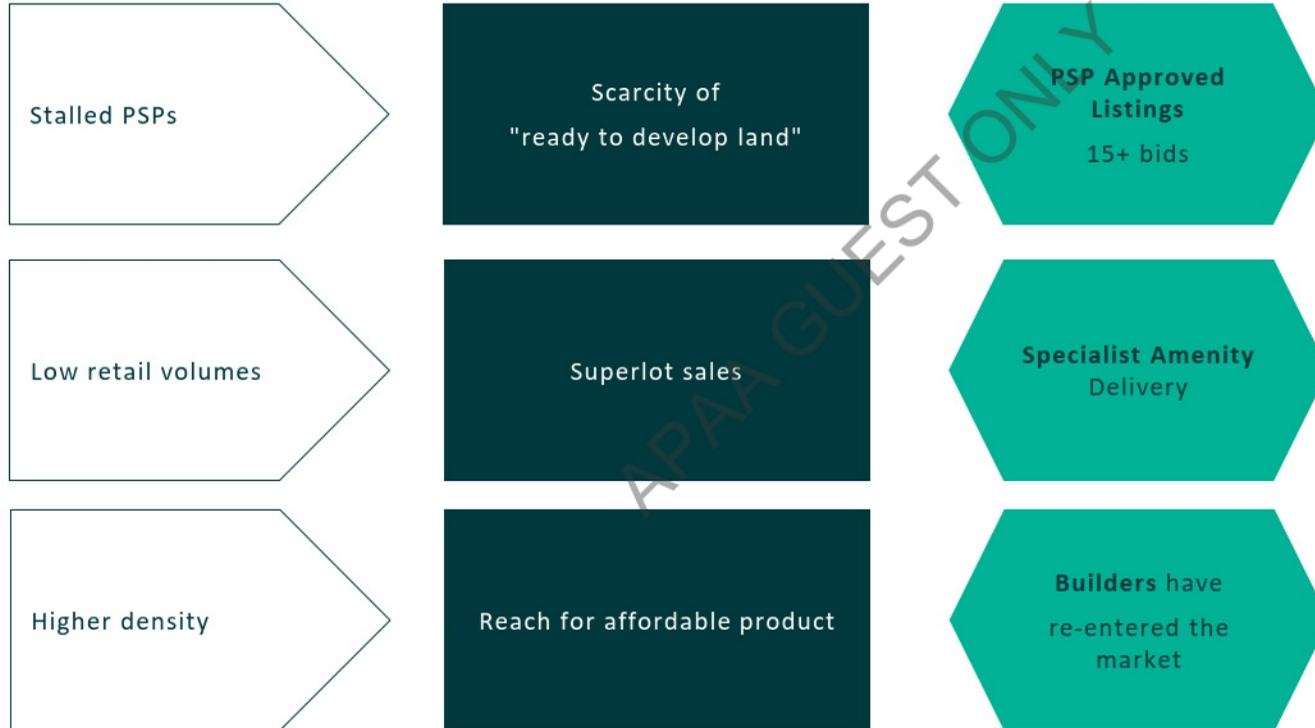 Stalled PSPs
Scarcity of
"ready to develop land"
PSP Approved
Listings
15+ bids
Low retail volumes
Superlot sales
Specialist Amenity
Delivery
Higher density
Reach for affordable product
Builders have
re-entered the
market
APAA GUEST ONLY